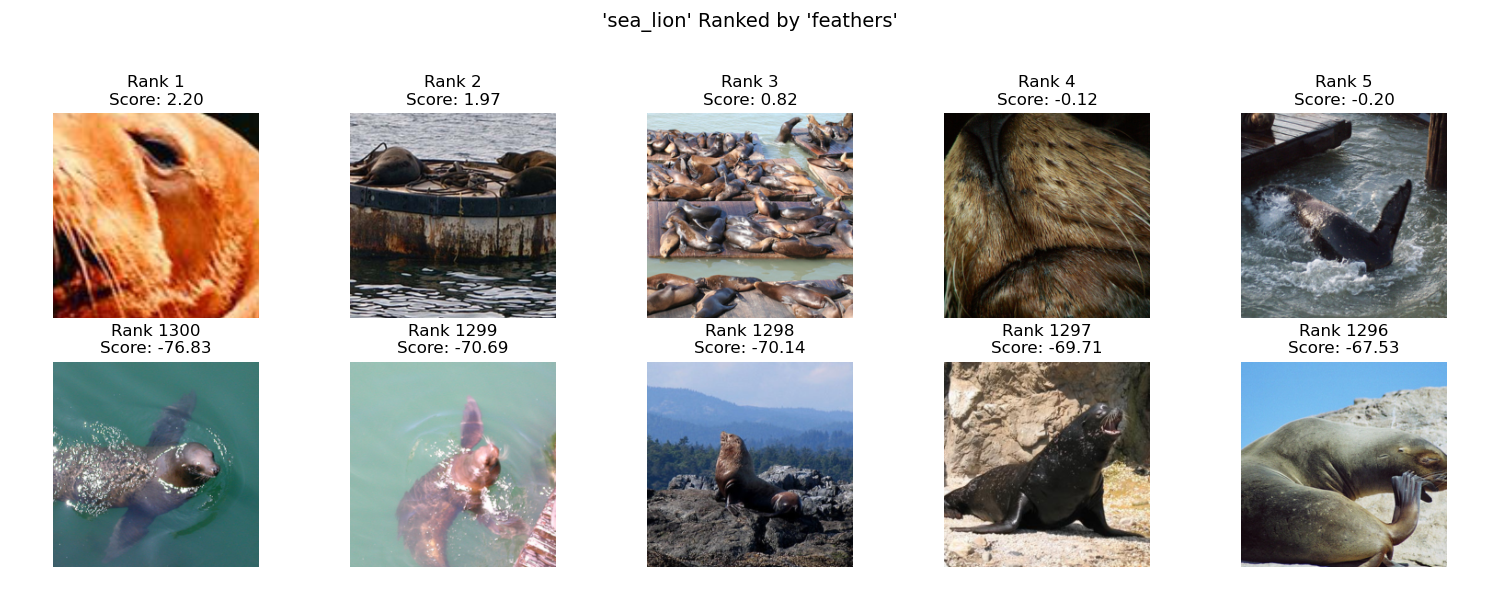 'sea_lion' Ranked by 'feathers'
Rank 1
Score: 2.20
Rank 2
Score: 1.97
Rank 3
Score: 0.82
Rank 4
Score: -0.12
Rank 5
Score: -0.20
Rank 1300
Score: -76.83
Rank 1299
Score: -70.69
Rank 1298
Score: -70.14
Rank 1297
Score: -69.71
Rank 1296
Score: -67.53